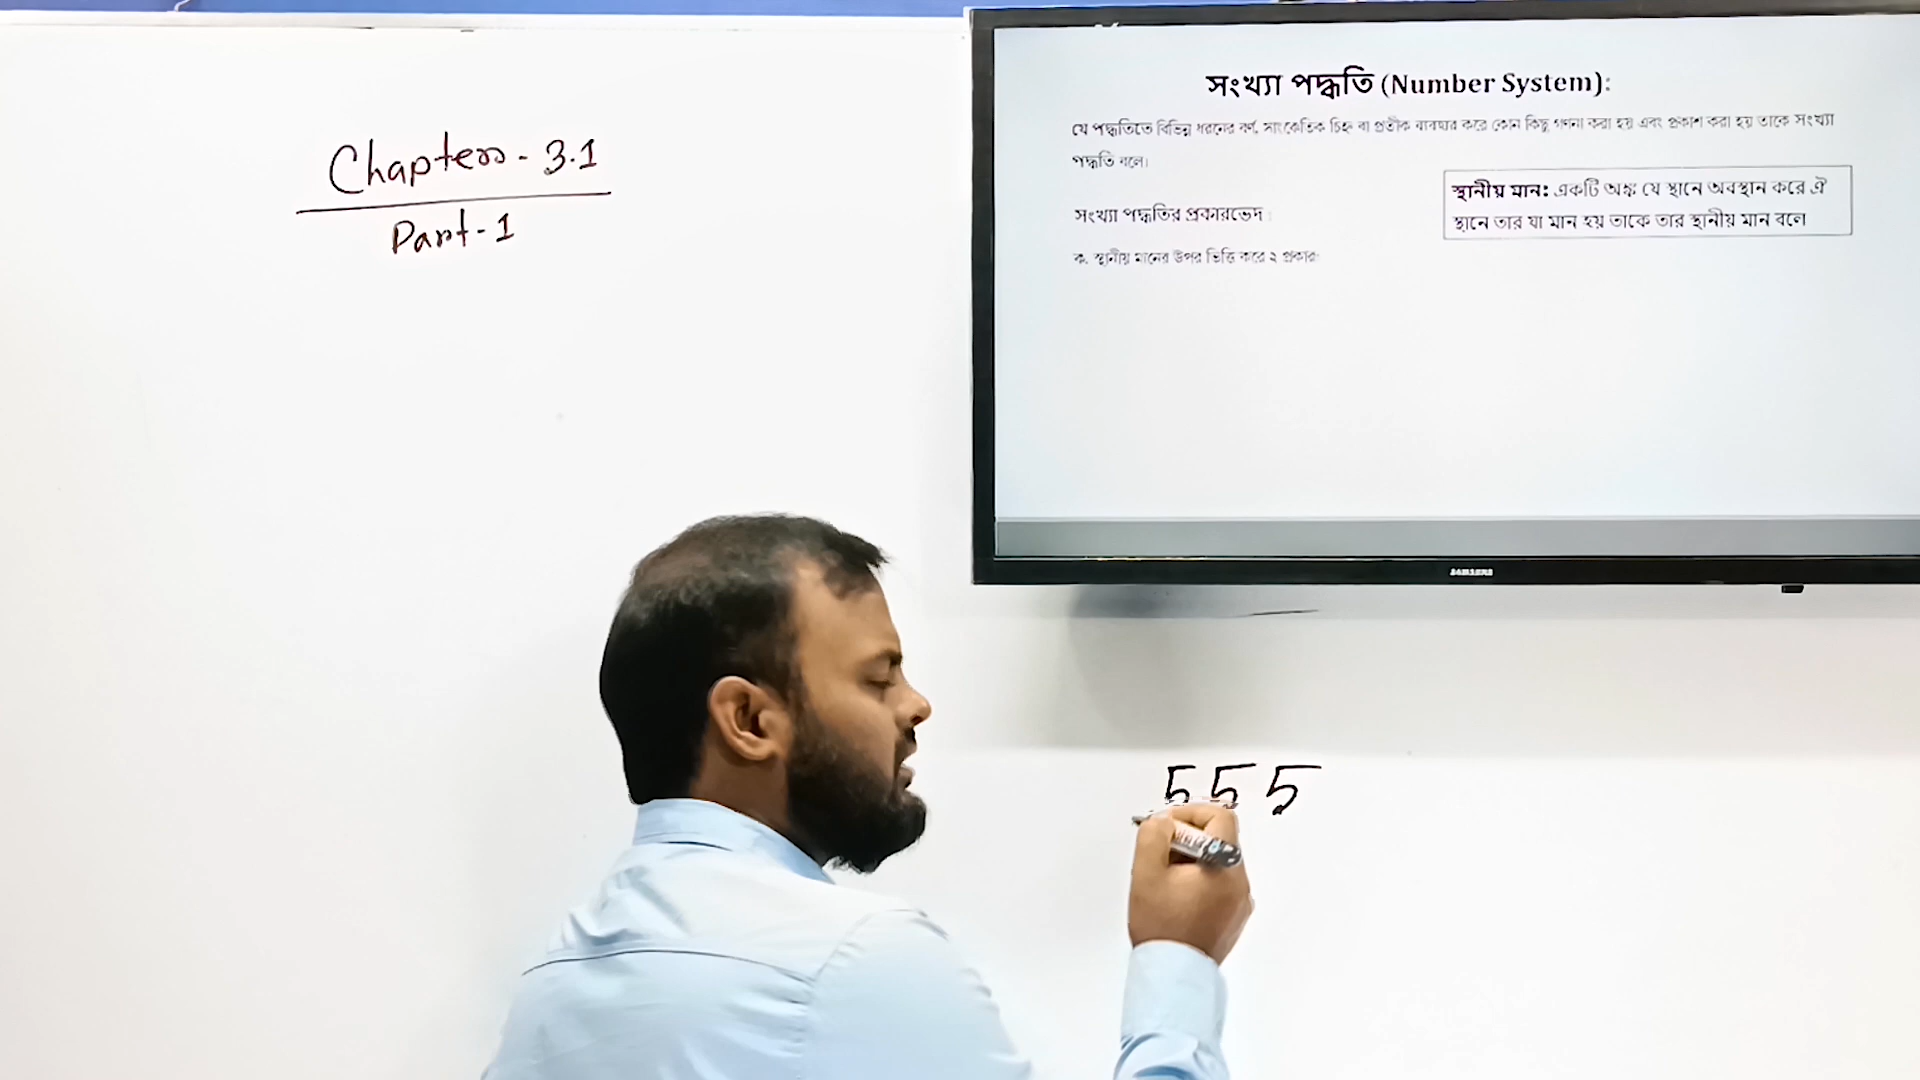 Chapter - 3.1
Part - 1
সংখ্যা পদ্ধতি (Number System):
যে পদ্ধতিতে বিভিন্ন ধরনের বর্ণ, সাংকেতিক চিহ্ন বা প্রতীক ব্যবহার করে কোন কিছু গণনা করা হয় এবং প্রকাশ করা হয় তাকে সংখ্যা
পদ্ধতি বলে।
স্থানীয় মান: একটি অঙ্ক যে স্থানে অবস্থান করে ঐ
স্থানে তার যা মান হয় তাকে তার স্থানীয় মান বলে
সংখ্যা পদ্ধতির প্রকারভেদ:
ক. স্থানীয় মানের উপর ভিত্তি করে ২ প্রকার:
SAMSUNG
555